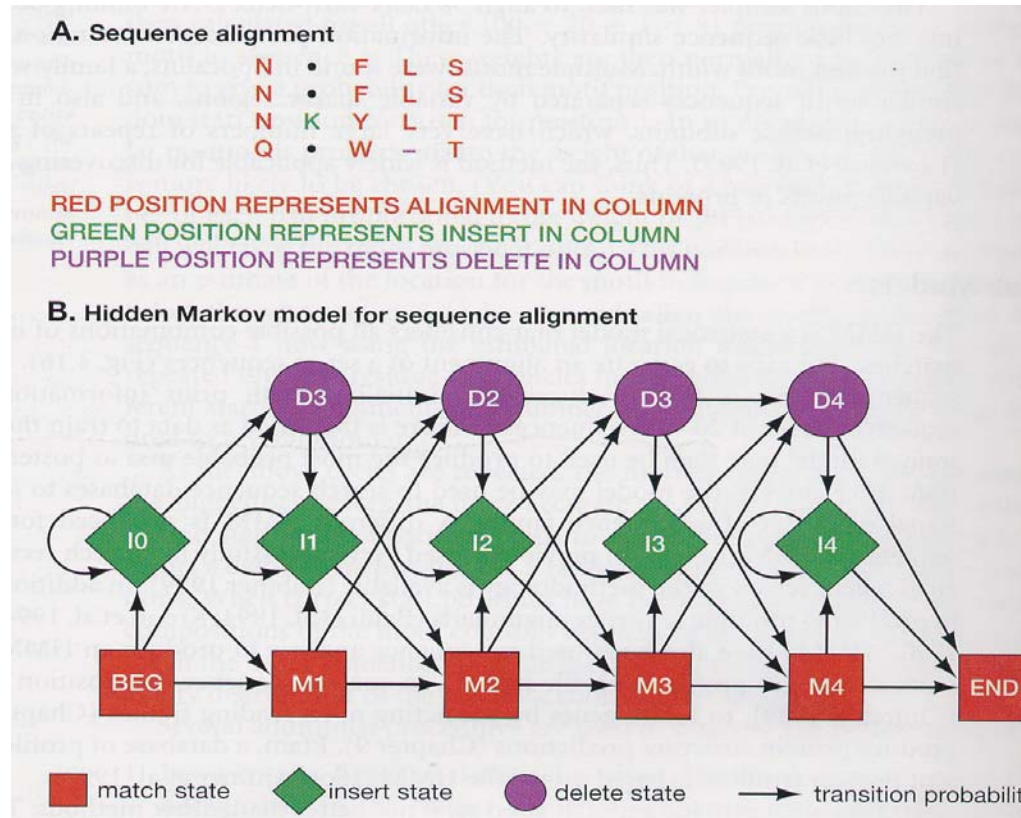 A. Sequence alignment
N • F L S
N • F L S
N K Y L T
Q • W – T
RED POSITION REPRESENTS ALIGNMENT IN COLUMN
GREEN POSITION REPRESENTS INSERT IN COLUMN
PURPLE POSITION REPRESENTS DELETE IN COLUMN
B. Hidden Markov model for sequence alignment
D3 D2 D3 D4
I0 I1 I2 I3 I4
BEG M1 M2 M3 M4 END
match state insert state delete state transition probabilit